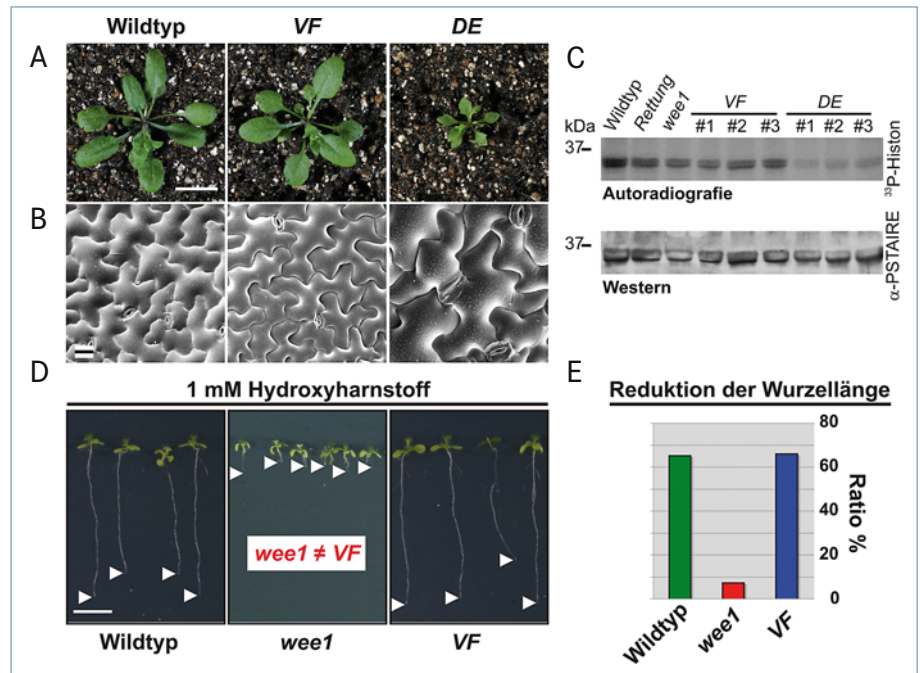 A
Wildtyp VF DE
B
C
Wildtyp Rettung wee1 VF DE
#1 #2 #3 #1 #2 #3
kDa
37
³³P-Histon
Autoradiografie
37
α-PSTAIRE
Western
D
1 mM Hydroxyharnstoff
wee1 ≠ VF
Wildtyp wee1 VF
E
Reduktion der Wurzellänge
80
60
40
20
0
Ratio %
Wildtyp wee1 VF